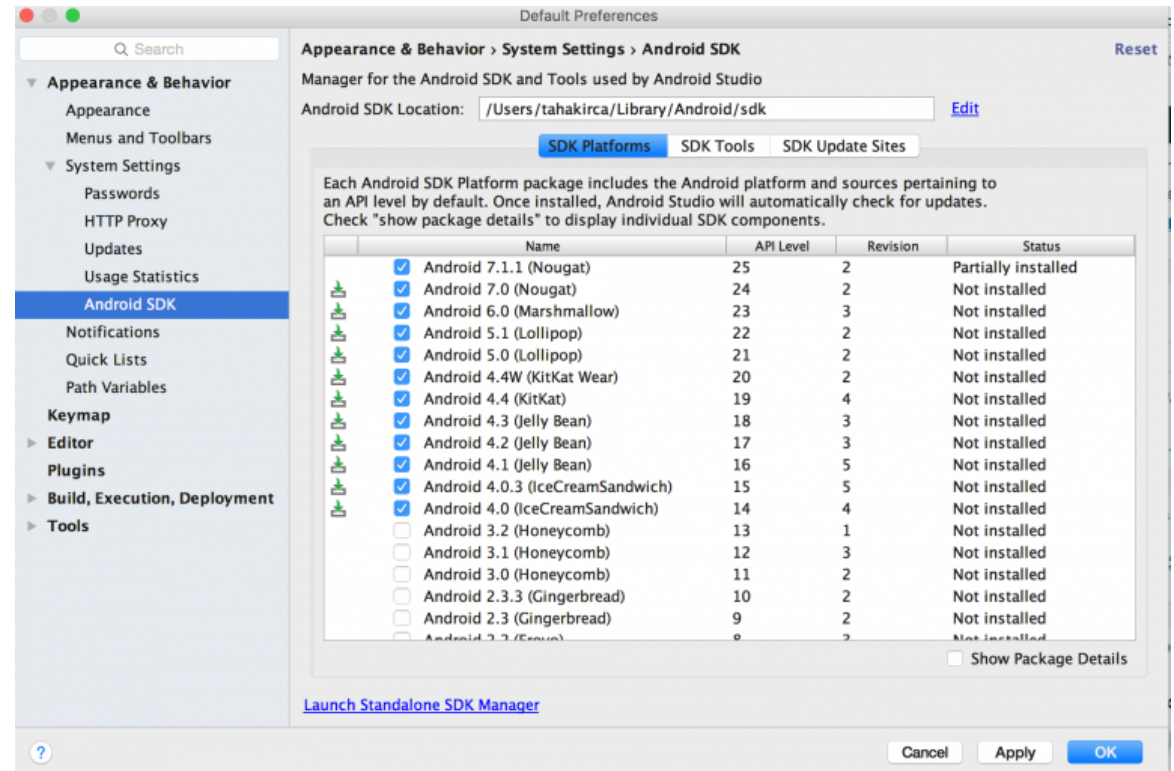 Default Preferences
Search
Appearance & Behavior
Appearance
Menus and Toolbars
System Settings
Passwords
HTTP Proxy
Updates
Usage Statistics
Android SDK
Notifications
Quick Lists
Path Variables
Keymap
Editor
Plugins
Build, Execution, Deployment
Tools
Appearance & Behavior › System Settings › Android SDK Reset
Manager for the Android SDK and Tools used by Android Studio
Android SDK Location: /Users/tahakirca/Library/Android/sdk Edit
SDK Platforms SDK Tools SDK Update Sites
Each Android SDK Platform package includes the Android platform and sources pertaining to
an API level by default. Once installed, Android Studio will automatically check for updates.
Check "show package details" to display individual SDK components.
Name API Level Revision Status
Android 7.1.1 (Nougat) 25 2 Partially installed
Android 7.0 (Nougat) 24 2 Not installed
Android 6.0 (Marshmallow) 23 3 Not installed
Android 5.1 (Lollipop) 22 2 Not installed
Android 5.0 (Lollipop) 21 2 Not installed
Android 4.4W (KitKat Wear) 20 2 Not installed
Android 4.4 (KitKat) 19 4 Not installed
Android 4.3 (Jelly Bean) 18 3 Not installed
Android 4.2 (Jelly Bean) 17 3 Not installed
Android 4.1 (Jelly Bean) 16 5 Not installed
Android 4.0.3 (IceCreamSandwich) 15 5 Not installed
Android 4.0 (IceCreamSandwich) 14 4 Not installed
Android 3.2 (Honeycomb) 13 1 Not installed
Android 3.1 (Honeycomb) 12 3 Not installed
Android 3.0 (Honeycomb) 11 2 Not installed
Android 2.3.3 (Gingerbread) 10 2 Not installed
Android 2.3 (Gingerbread) 9 2 Not installed
Android 2.2 (Froyo) 8 3 Not installed
Show Package Details
Launch Standalone SDK Manager
? Cancel Apply OK